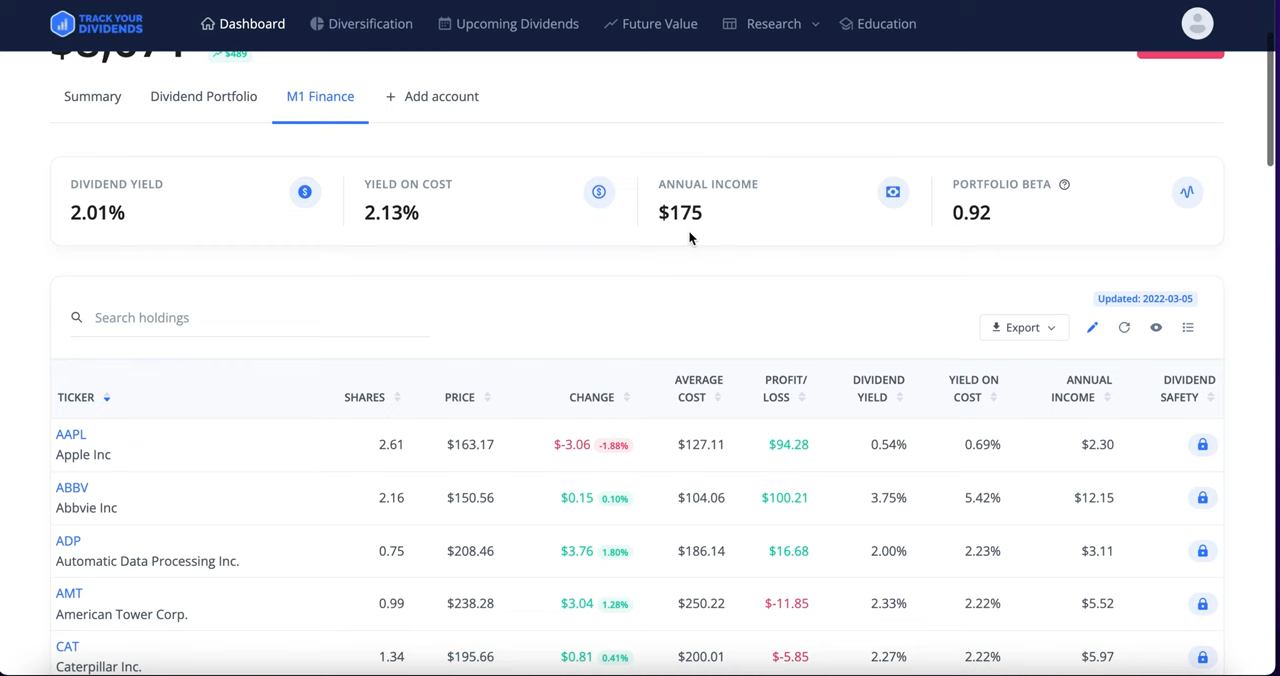 TRACK YOUR
DIVIDENDS
Dashboard
Diversification
Upcoming Dividends
Future Value
Research
Education
$489
Summary
Dividend Portfolio
M1 Finance
+ Add account
DIVIDEND YIELD
2.01%
YIELD ON COST
2.13%
ANNUAL INCOME
$175
PORTFOLIO BETA
0.92
Updated: 2022-03-05
Search holdings
Export
TICKER SHARES PRICE CHANGE AVERAGE COST PROFIT/ LOSS DIVIDEND YIELD YIELD ON COST ANNUAL INCOME DIVIDEND SAFETY
AAPL
Apple Inc
2.61 $163.17 $-3.06 -1.88% $127.11 $94.28 0.54% 0.69% $2.30
ABBV
Abbvie Inc
2.16 $150.56 $0.15 0.10% $104.06 $100.21 3.75% 5.42% $12.15
ADP
Automatic Data Processing Inc.
0.75 $208.46 $3.76 1.80% $186.14 $16.68 2.00% 2.23% $3.11
AMT
American Tower Corp.
0.99 $238.28 $3.04 1.28% $250.22 $-11.85 2.33% 2.22% $5.52
CAT
Caterpillar Inc.
1.34 $195.66 $0.81 0.41% $200.01 $-5.85 2.27% 2.22% $5.97